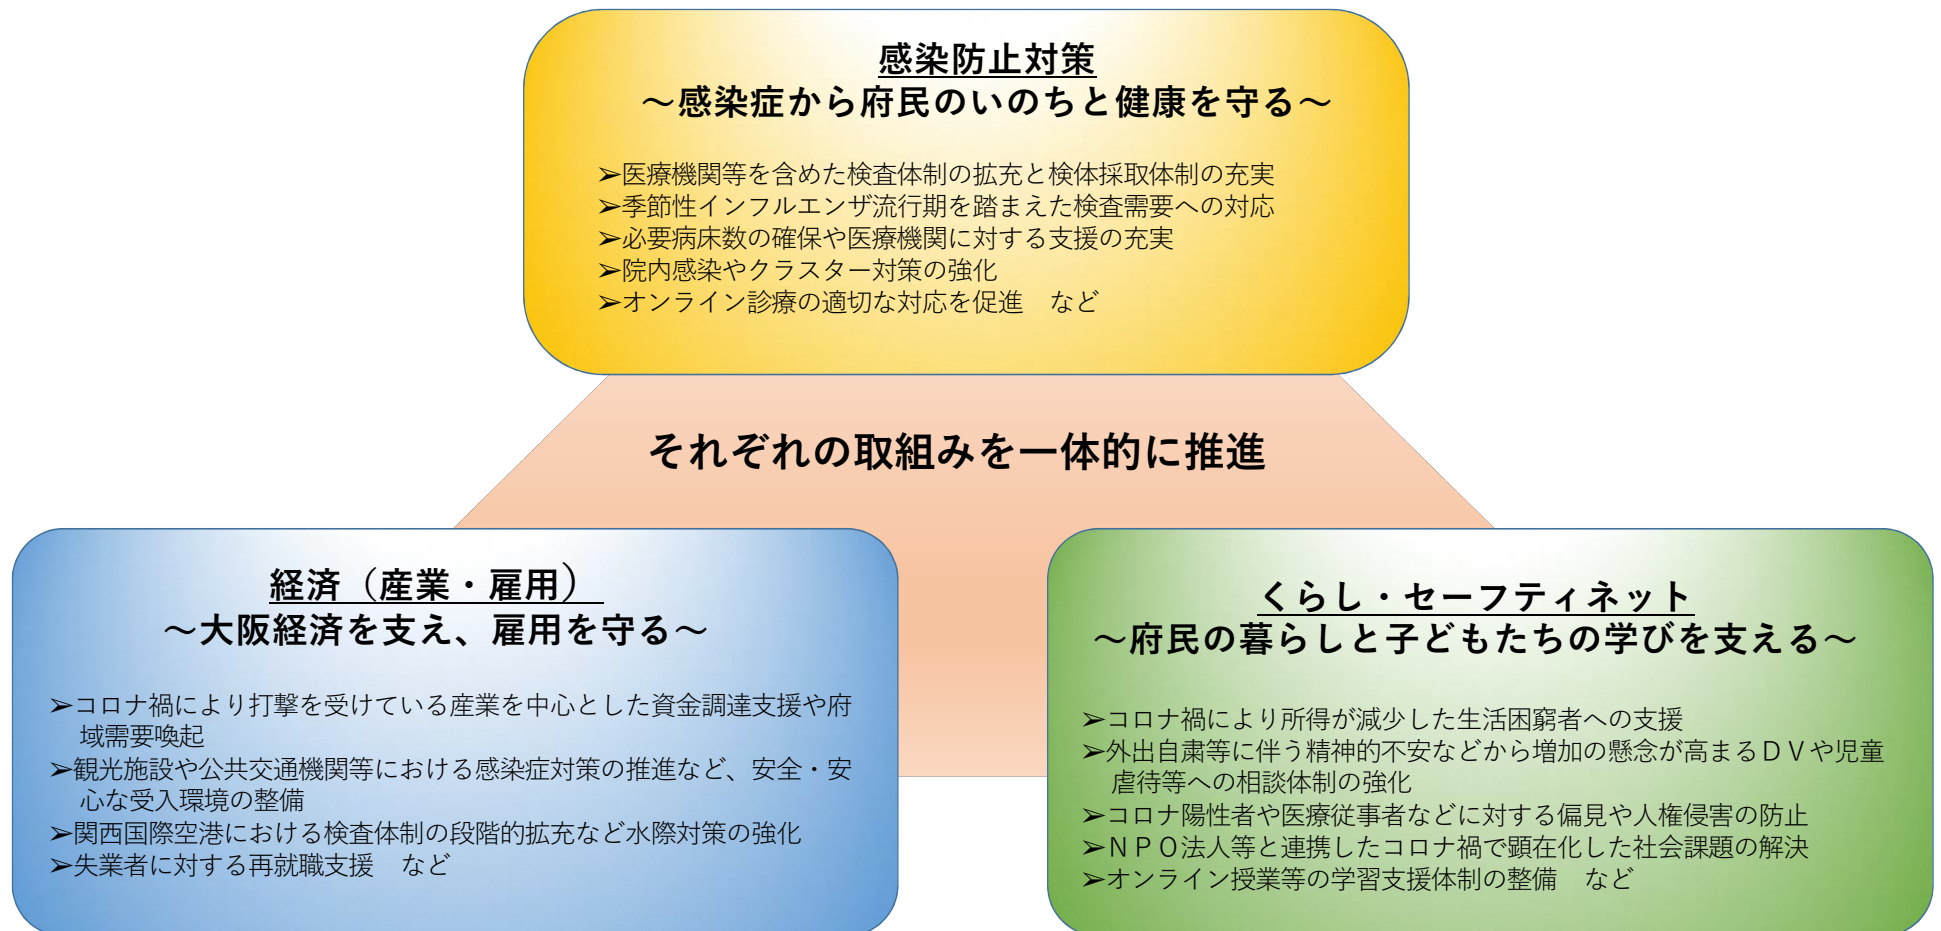 感染防止対策
～感染症から府民のいのちと健康を守る～
➢医療機関等を含めた検査体制の拡充と検体採取体制の充実
➢季節性インフルエンザ流行期を踏まえた検査需要への対応
➢必要病床数の確保や医療機関に対する支援の充実
➢院内感染やクラスター対策の強化
➢オンライン診療の適切な対応を促進　など
それぞれの取組みを一体的に推進
経済（産業・雇用）
～大阪経済を支え、雇用を守る～
➢コロナ禍により打撃を受けている産業を中心とした資金調達支援や府
域需要喚起
➢観光施設や公共交通機関等における感染症対策の推進など、安全・安
心な受入環境の整備
➢関西国際空港における検査体制の段階的拡充など水際対策の強化
➢失業者に対する再就職支援　など
くらし・セーフティネット
～府民の暮らしと子どもたちの学びを支える～
➢コロナ禍により所得が減少した生活困窮者への支援
➢外出自粛等に伴う精神的不安などから増加の懸念が高まるＤＶや児童
虐待等への相談体制の強化
➢コロナ陽性者や医療従事者などに対する偏見や人権侵害の防止
➢ＮＰＯ法人等と連携したコロナ禍で顕在化した社会課題の解決
➢オンライン授業等の学習支援体制の整備　など